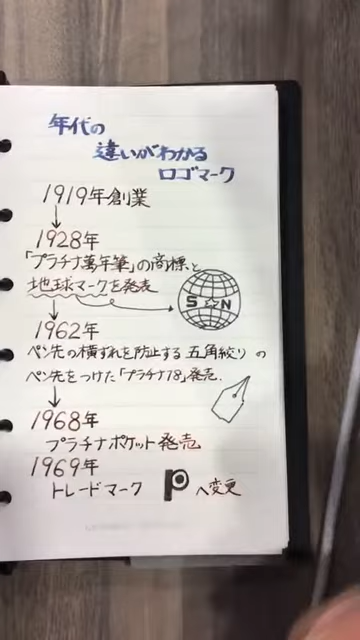 年代の
違いがわかる
ロゴマーク
1919年創業
↓
1928年
「プラチナ萬年筆」の商標と
地球マークを発表
S☆N
↓
1962年
ペン先の横ずれを防止する 五角絞り の
ペン先をつけた「プラチナ18」発売.
↓
1968年
プラチナポケット発売
1969年
トレードマーク P へ変更